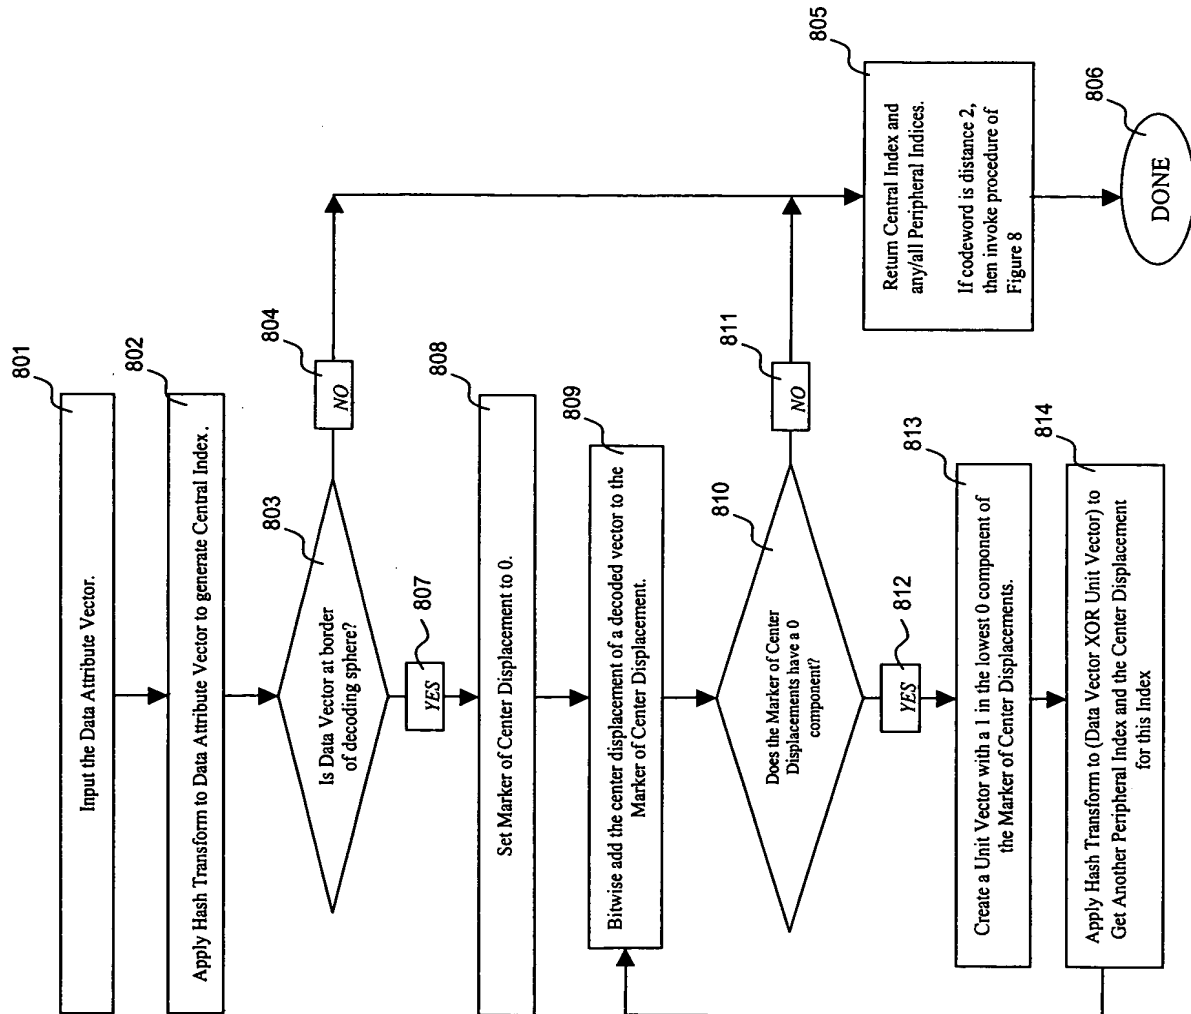 801
Input the Data Attribute Vector.
802
Apply Hash Transform to Data Attribute Vector to generate Central Index.
803
Is Data Vector at border
of decoding sphere?
804
NO
807
YES
808
Set Marker of Center Displacement to 0.
809
Bitwise add the center displacement of a decoded vector to the
Marker of Center Displacement.
810
Does the Marker of Center
Displacements have a 0
component?
811
NO
812
YES
813
Create a Unit Vector with a 1 in the lowest 0 component of
the Marker of Center Displacements.
814
Apply Hash Transform to (Data Vector XOR Unit Vector) to
Get Another Peripheral Index and the Center Displacement
for this Index
805
Return Central Index and
any/all Peripheral Indices.
If codeword is distance 2,
then invoke procedure of
Figure 8
806
DONE